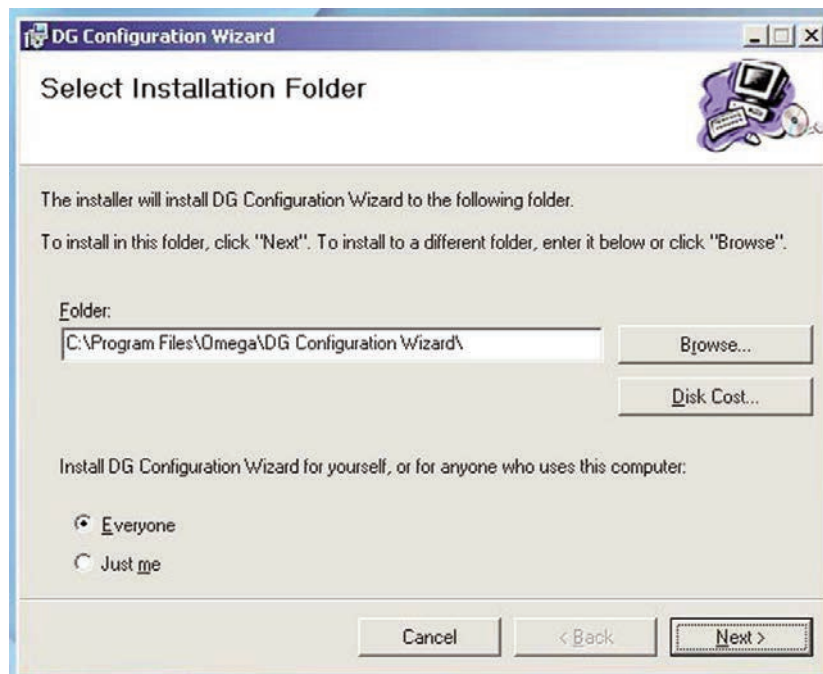 DG Configuration Wizard
Select Installation Folder
The installer will install DG Configuration Wizard to the following folder.
To install in this folder, click "Next". To install to a different folder, enter it below or click "Browse".
Folder:
C:\Program Files\Omega\DG Configuration Wizard\
Browse...
Disk Cost...
Install DG Configuration Wizard for yourself, or for anyone who uses this computer:
Everyone
Just me
Cancel < Back Next >